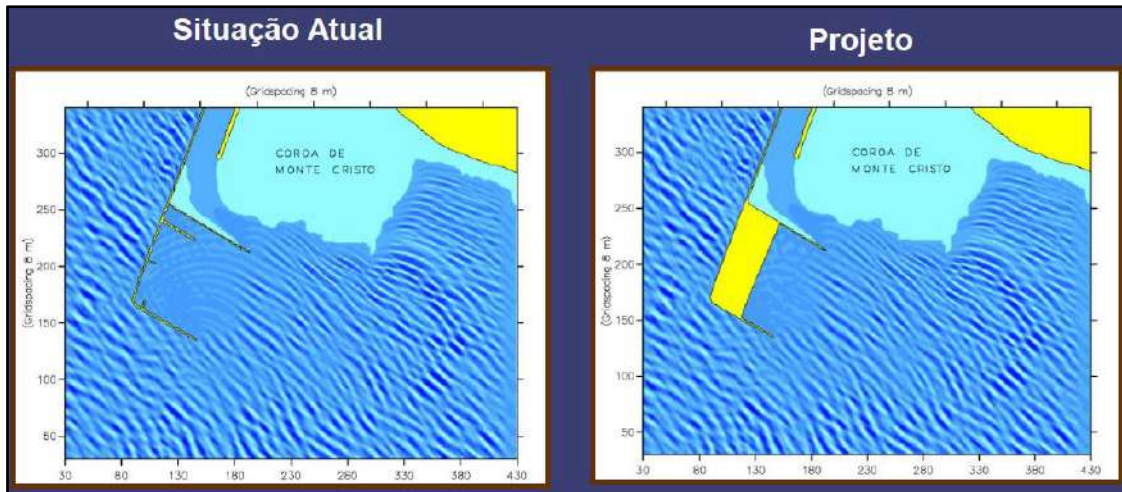 Situação Atual
(Gridspacing 8 m)
COROA DE
MONTE CRISTO
(Gridspacing 8 m)
300
250
200
150
100
50
30 80 130 180 230 280 330 380 430
Projeto
(Gridspacing 8 m)
COROA DE
MONTE CRISTO
(Gridspacing 8 m)
300
250
200
150
100
50
30 80 130 180 230 280 330 380 430